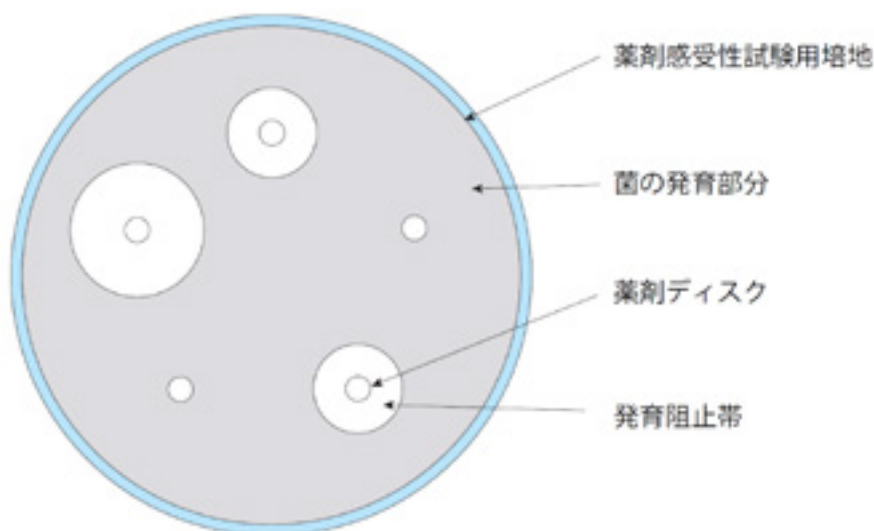 薬剤感受性試験用培地
菌の発育部分
薬剤ディスク
発育阻止帯